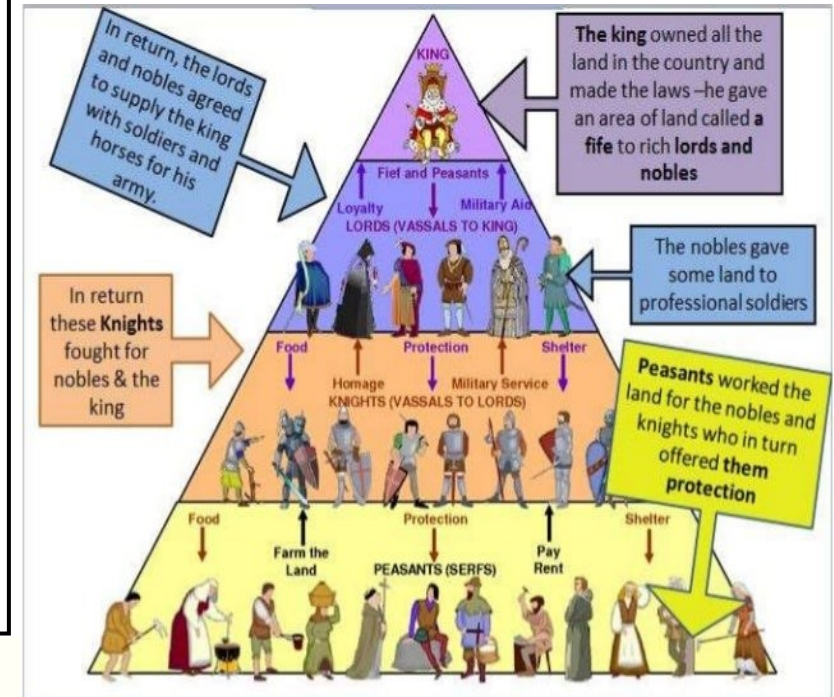 In return, the lords
and nobles agreed
to supply the king
with soldiers and
horses for his
army.
The king owned all the
land in the country and
made the laws –he gave
an area of land called a
fife to rich lords and
nobles
KING
Fief and Peasants
Loyalty
Military Aid
LORDS (VASSALS TO KING)
The nobles gave
some land to
professional soldiers
In return
these Knights
fought for
nobles & the
king
Food
Protection
Shelter
Homage
Military Service
KNIGHTS (VASSALS TO LORDS)
Peasants worked the
land for the nobles and
knights who in turn
offered them
protection
Food
Protection
Shelter
Farm the
Land
Pay
Rent
PEASANTS (SERFS)